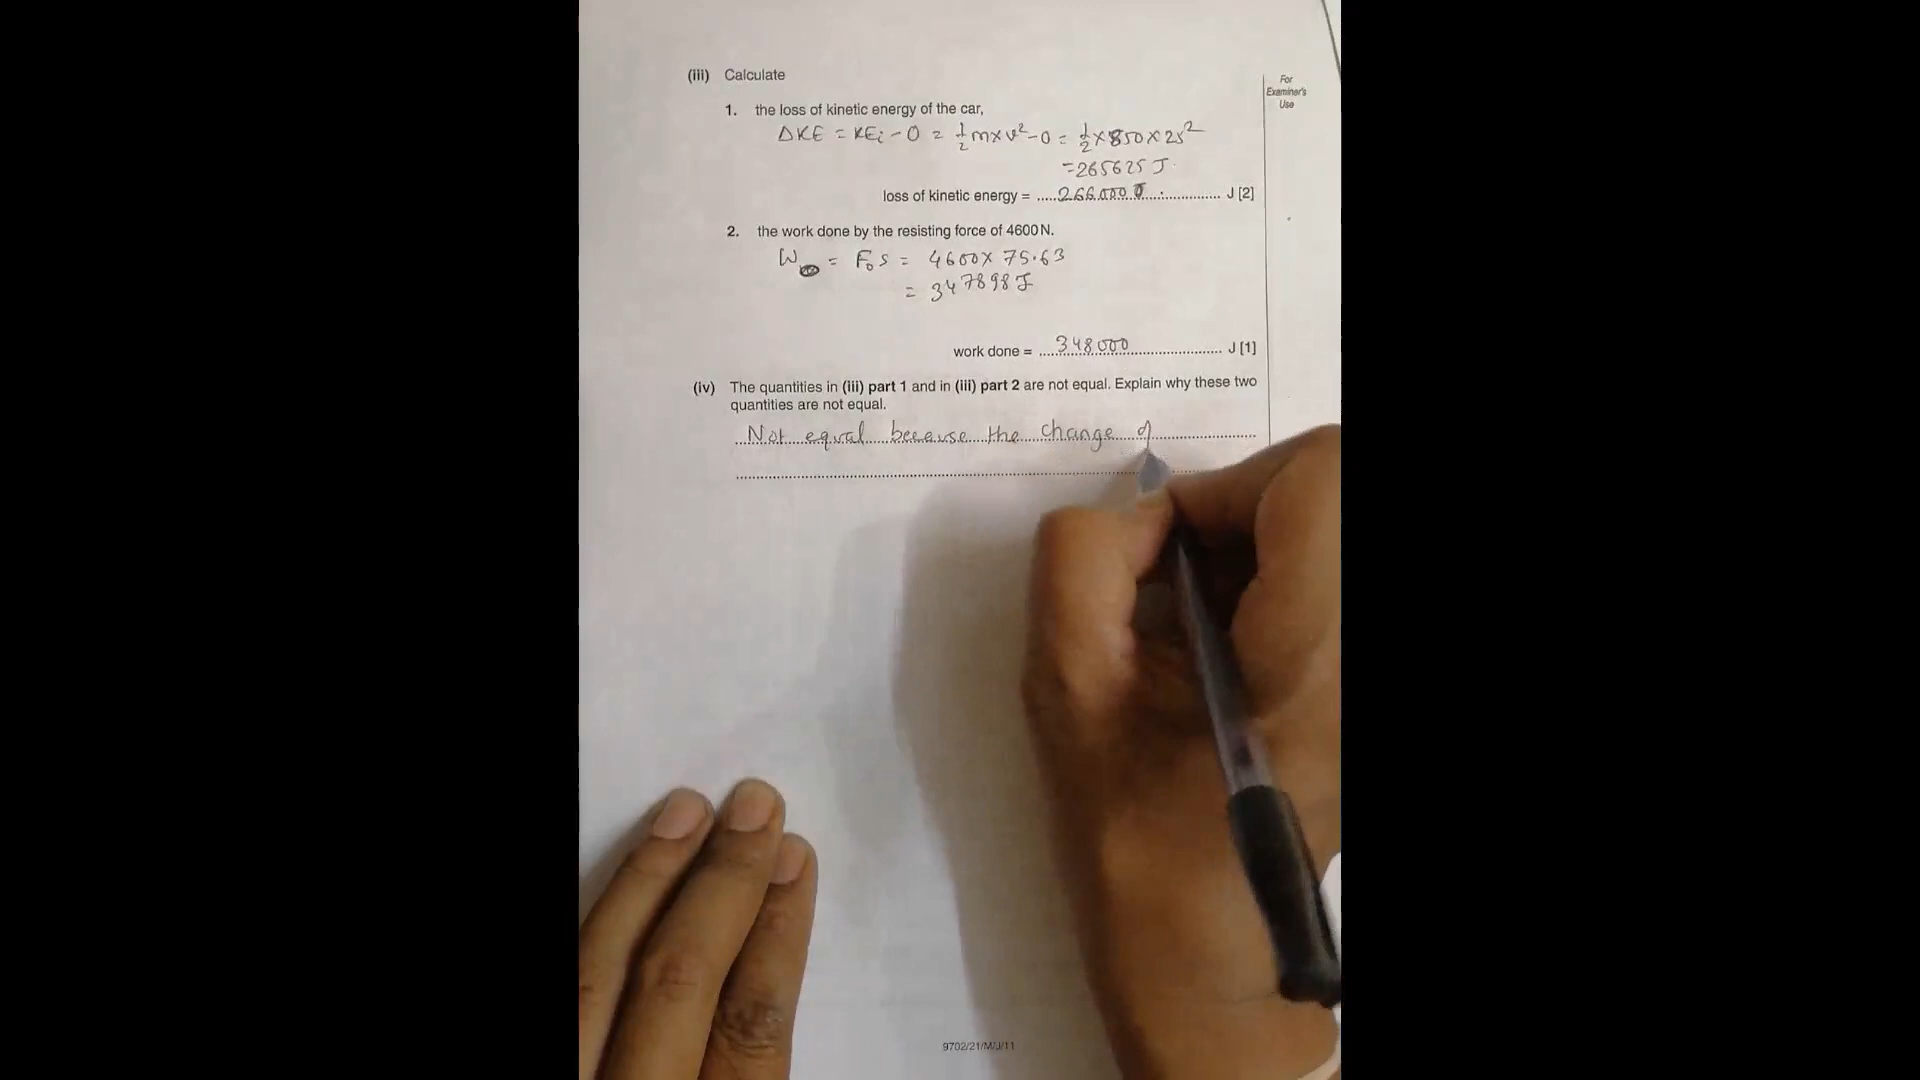 (iii) Calculate
For
Examiner's
Use
1. the loss of kinetic energy of the car,
ΔKE = KEi - 0 = 1/2 m x v² - 0 = 1/2 x 850 x 25²
= 265625 J
loss of kinetic energy = .....266000 J............... J [2]
2. the work done by the resisting force of 4600 N.
W = F₀ s = 4600 x 75.63
= 347898 J
work done = ....348000.................... J [1]
(iv) The quantities in (iii) part 1 and in (iii) part 2 are not equal. Explain why these two
quantities are not equal.
Not equal because the change of
9702/21/M/J/11